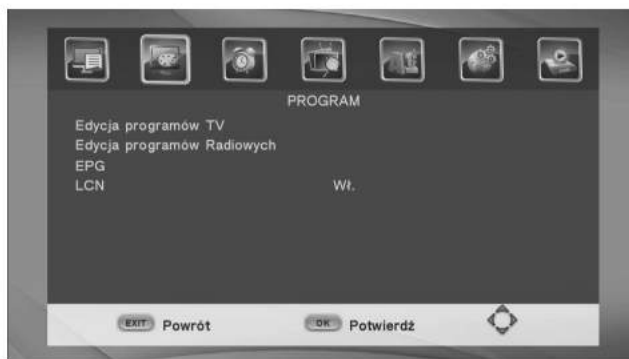 PROGRAM
Edycja programów TV
Edycja programów Radiowych
EPG
LCN Wł.
EXIT Powrót OK Potwierdź